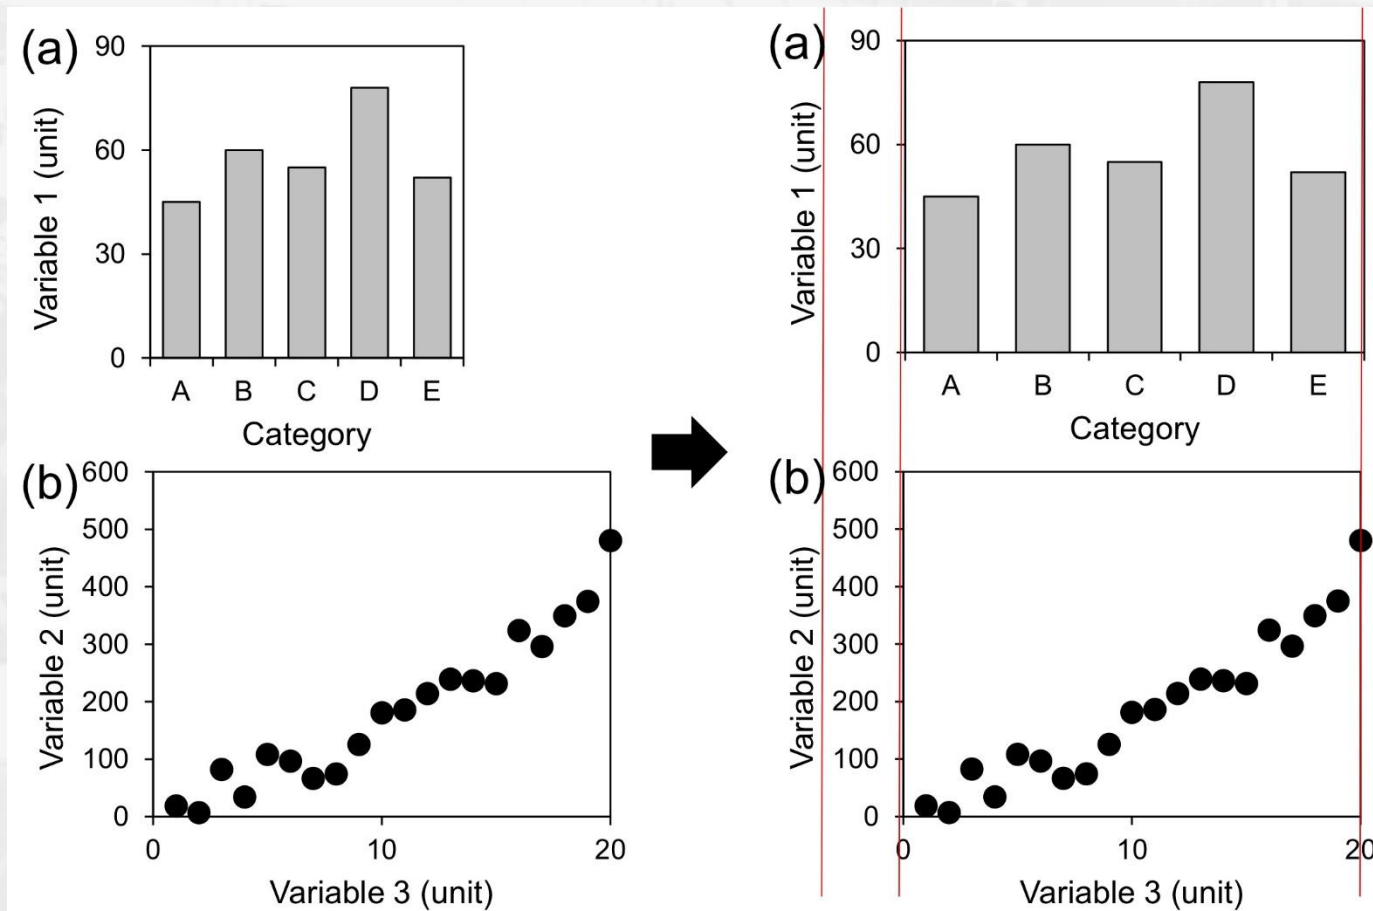 (a)
90
60
30
0
Variable 1 (unit)
A B C D E
Category
(b)
600
500
400
300
200
100
0
Variable 2 (unit)
0 10 20
Variable 3 (unit)
(a)
90
60
30
0
Variable 1 (unit)
A B C D E
Category
(b)
600
500
400
300
200
100
0
Variable 2 (unit)
0 10 20
Variable 3 (unit)